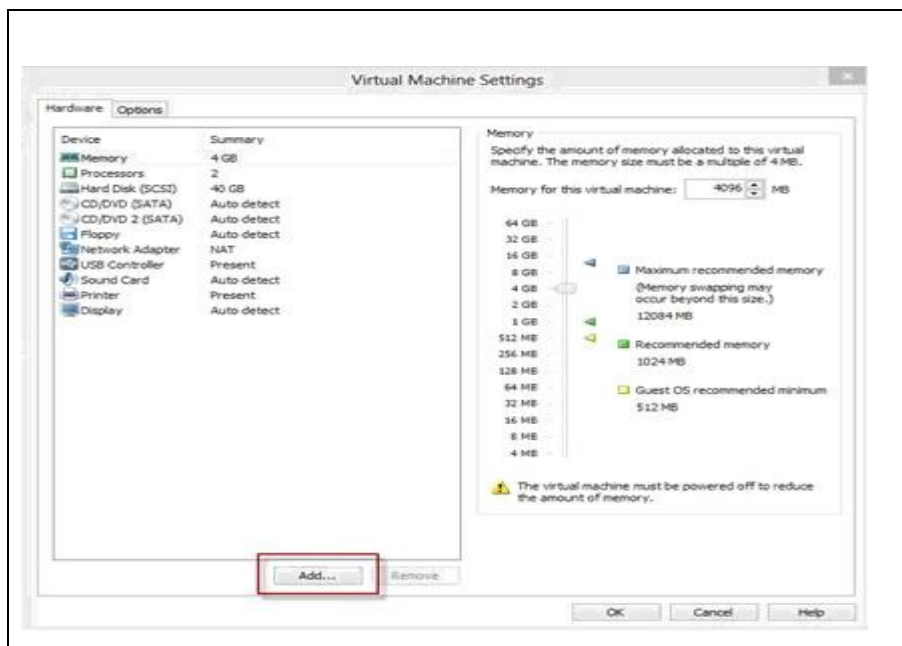 Virtual Machine Settings
Hardware Options
Device Summary
Memory 4 GB
Processors 2
Hard Disk (SCSI) 40 GB
CD/DVD (SATA) Auto detect
CD/DVD 2 (SATA) Auto detect
Floppy Auto detect
Network Adapter NAT
USB Controller Present
Sound Card Auto detect
Printer Present
Display Auto detect
Add... Remove
Memory
Specify the amount of memory allocated to this virtual
machine. The memory size must be a multiple of 4 MB.
Memory for this virtual machine: 4096 MB
64 GB
32 GB
16 GB
8 GB
4 GB
2 GB
1 GB
512 MB
256 MB
128 MB
64 MB
32 MB
16 MB
8 MB
4 MB
Maximum recommended memory
(Memory swapping may
occur beyond this size.)
12084 MB
Recommended memory
1024 MB
Guest OS recommended minimum
512 MB
The virtual machine must be powered off to reduce
the amount of memory.
OK Cancel Help